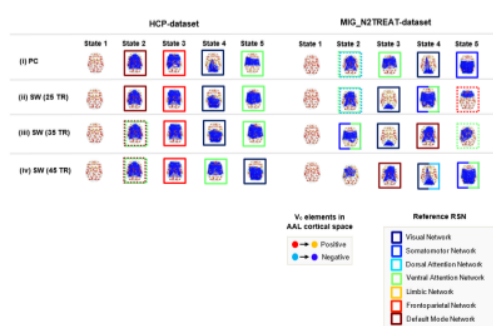 HCP-dataset MIG_N2TREAT-dataset
State 1 State 2 State 3 State 4 State 5 State 1 State 2 State 3 State 4 State 5
(i) PC
(ii) SW (25 TR)
(iii) SW (35 TR)
(iv) SW (45 TR)
V₁ elements in
AAL cortical space
Positive
Negative
Reference RSN
Visual Network
Somatomotor Network
Dorsal Attention Network
Ventral Attention Network
Limbic Network
Frontoparietal Network
Default Mode Network